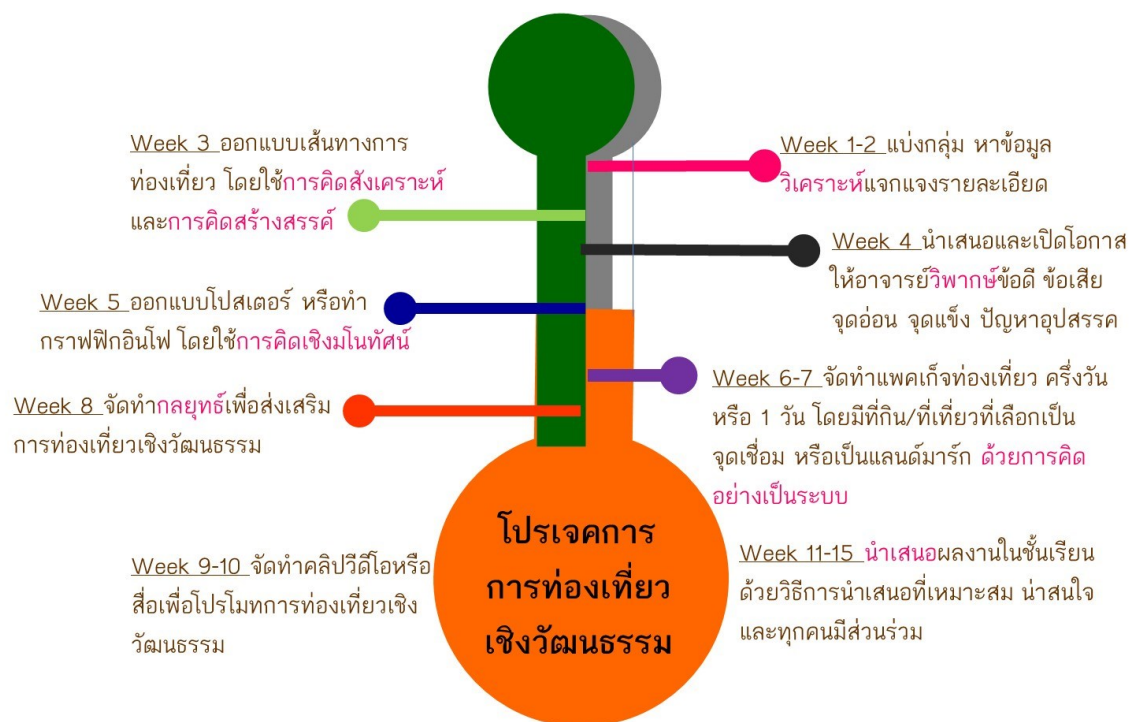 Week 3 ออกแบบเส้นทางการ
ท่องเที่ยว โดยใช้การคิดสังเคราะห์
และการคิดสร้างสรรค์
Week 1-2 แบ่งกลุ่ม หาข้อมูล
วิเคราะห์แจกแจงรายละเอียด
Week 4 นำเสนอและเปิดโอกาส
ให้อาจารย์วิพากษ์ข้อดี ข้อเสีย
จุดอ่อน จุดแข็ง ปัญหาอุปสรรค
Week 5 ออกแบบโปสเตอร์ หรือทำ
กราฟฟิกอินโฟ โดยใช้การคิดเชิงมโนทัศน์
Week 6-7 จัดทำแพคเก็จท่องเที่ยว ครึ่งวัน
หรือ 1 วัน โดยมีที่กิน/ที่เที่ยวที่เลือกเป็น
จุดเชื่อม หรือเป็นแลนด์มาร์ก ด้วยการคิด
อย่างเป็นระบบ
Week 8 จัดทำกลยุทธ์เพื่อส่งเสริม
การท่องเที่ยวเชิงวัฒนธรรม
โปรเจคการ
การท่องเที่ยว
เชิงวัฒนธรรม
Week 9-10 จัดทำคลิปวีดีโอหรือ
สื่อเพื่อโปรโมทการท่องเที่ยวเชิง
วัฒนธรรม
Week 11-15 นำเสนอผลงานในชั้นเรียน
ด้วยวิธีการนำเสนอที่เหมาะสม น่าสนใจ
และทุกคนมีส่วนร่วม